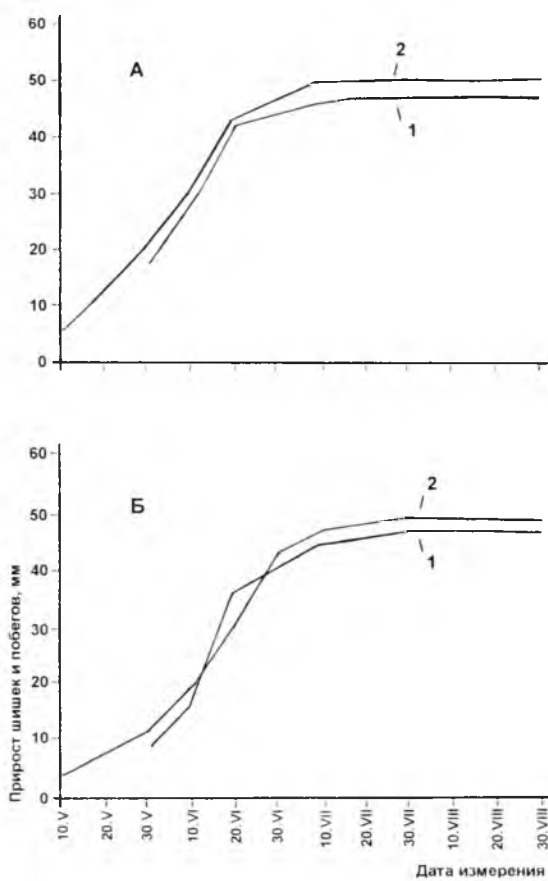 60
А
2
50
1
40
30
20
10
0
60
Б
2
50
1
40
30
20
10
0
Прирост шишек и побегов, мм
10.V
20.V
30.V
10.VI
20.VI
30.VI
10.VII
20.VII
30.VII
10.VIII
20.VIII
30.VIII
Дата измерения